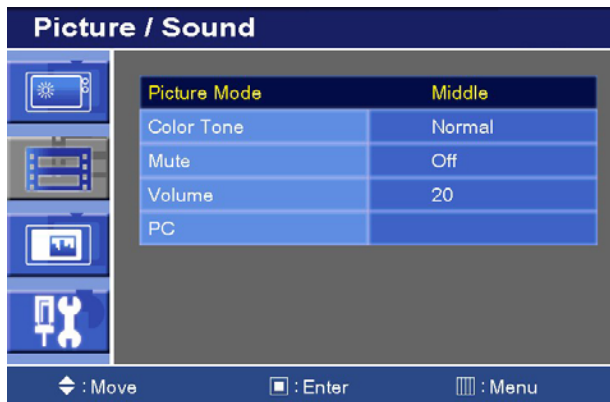 Picture / Sound
Picture Mode Middle
Color Tone Normal
Mute Off
Volume 20
PC
: Move : Enter : Menu